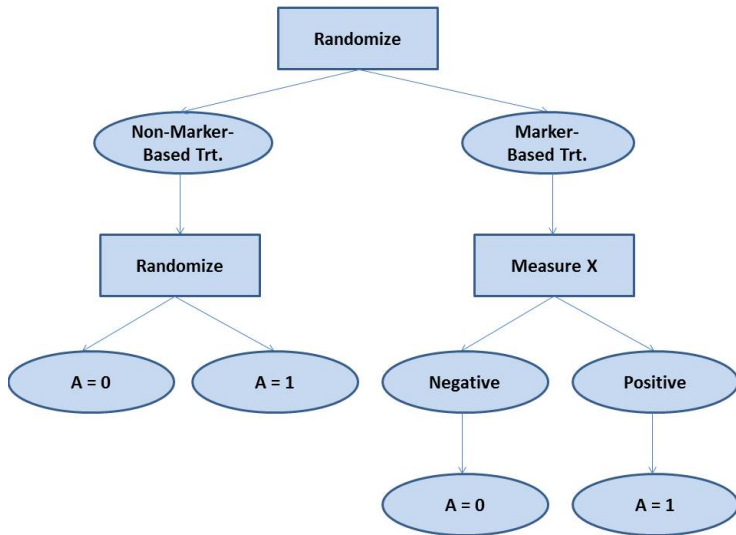 Randomize
Non-Marker-
Based Trt.
Marker-
Based Trt.
Randomize
Measure X
A = 0
A = 1
Negative
Positive
A = 0
A = 1